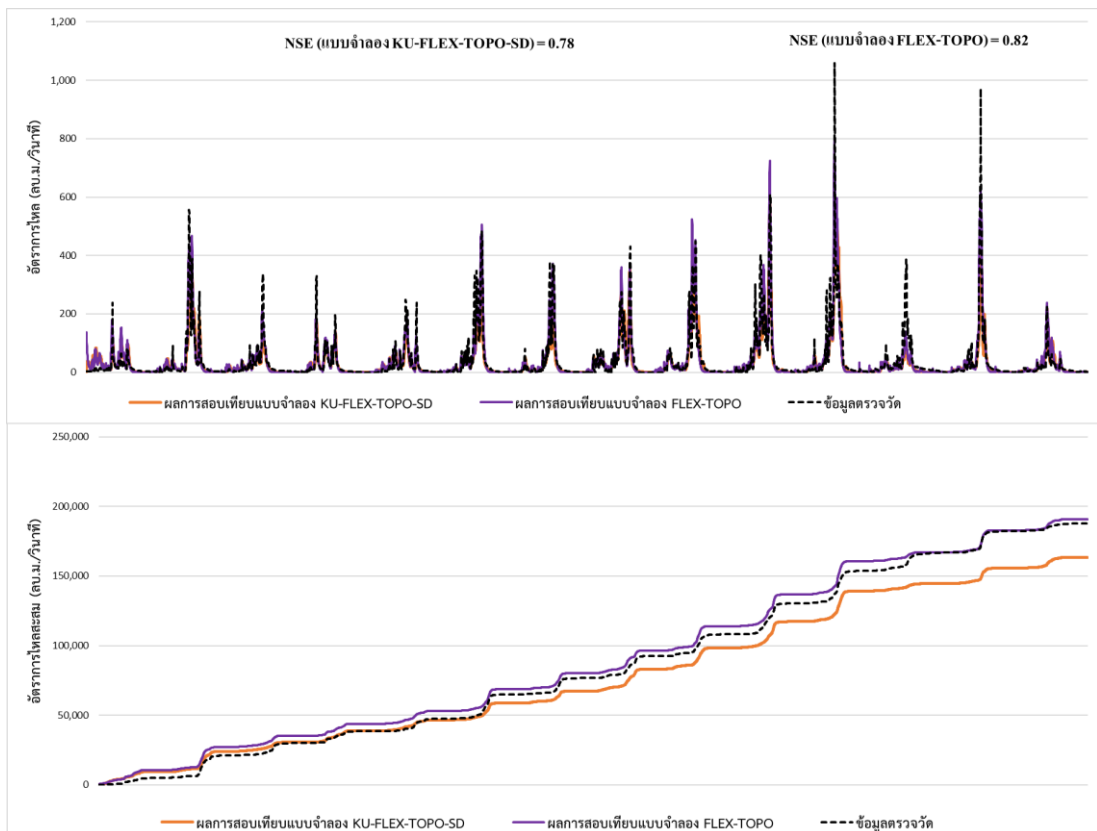 1,200
NSE (แบบจำลอง KU-FLEX-TOPO-SD) = 0.78
NSE (แบบจำลอง FLEX-TOPO) = 0.82
1,000
800
600
400
200
0
อัตราการไหล (ลบ.ม./วินาที)
ผลการสอบเทียบแบบจำลอง KU-FLEX-TOPO-SD
ผลการสอบเทียบแบบจำลอง FLEX-TOPO
ข้อมูลตรวจวัด
250,000
200,000
150,000
100,000
50,000
0
อัตราการไหลสะสม (ลบ.ม./วินาที)
ผลการสอบเทียบแบบจำลอง KU-FLEX-TOPO-SD
ผลการสอบเทียบแบบจำลอง FLEX-TOPO
ข้อมูลตรวจวัด